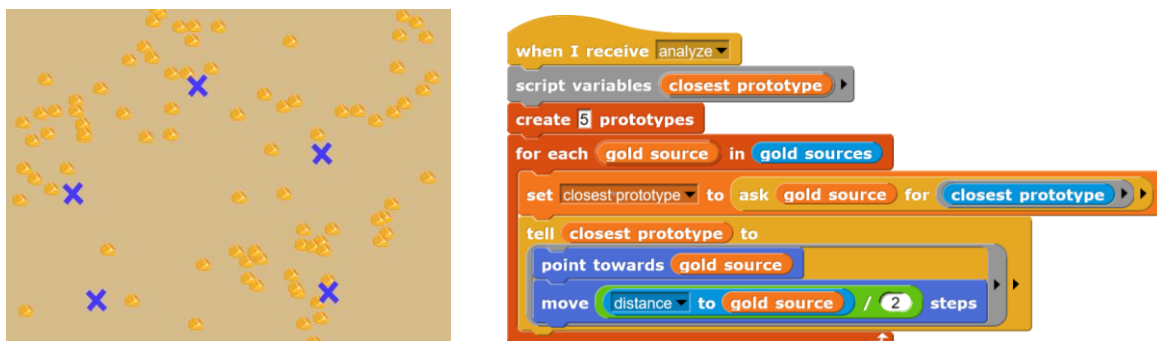 when I receive analyze
script variables closest prototype
create 5 prototypes
for each gold source in gold sources
set closest prototype to ask gold source for closest prototype
tell closest prototype to
point towards gold source
move distance to gold source / 2 steps